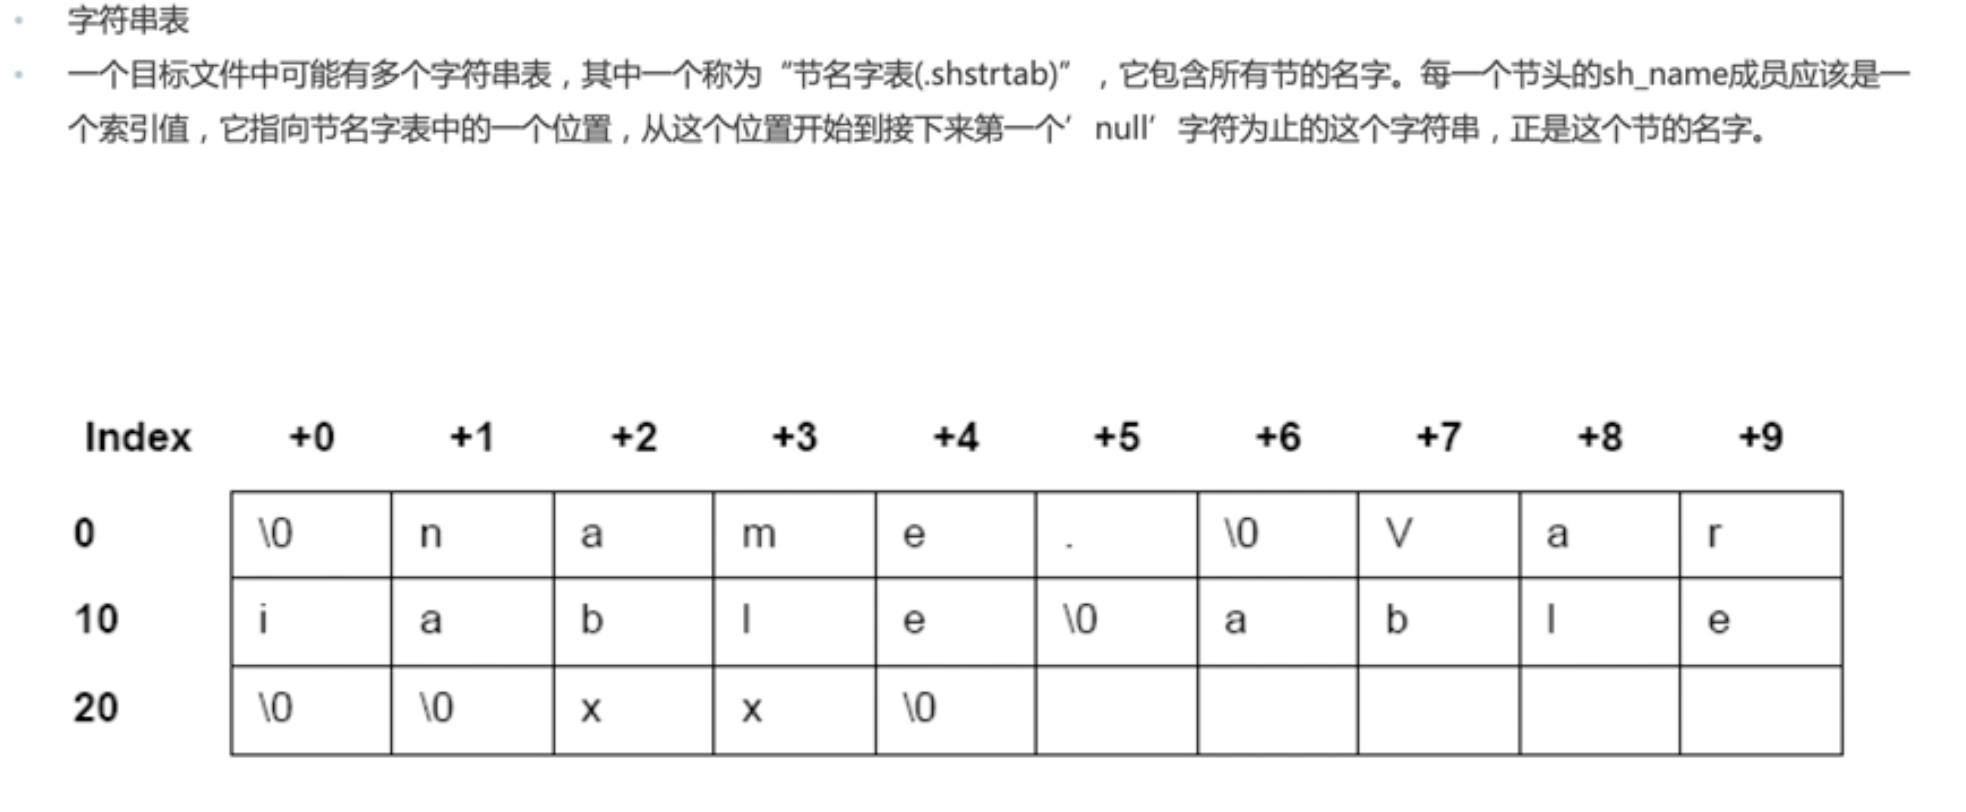 字符串表
一个目标文件中可能有多个字符串表，其中一个称为“节名字表(.shstrtab)”，它包含所有节的名字。每一个节头的sh_name成员应该是一
个索引值，它指向节名字表中的一个位置，从这个位置开始到接下来第一个’null’字符为止的这个字符串，正是这个节的名字。
Index +0 +1 +2 +3 +4 +5 +6 +7 +8 +9
0 \0 n a m e . \0 V a r
10 i a b l e \0 a b l e
20 \0 \0 x x \0